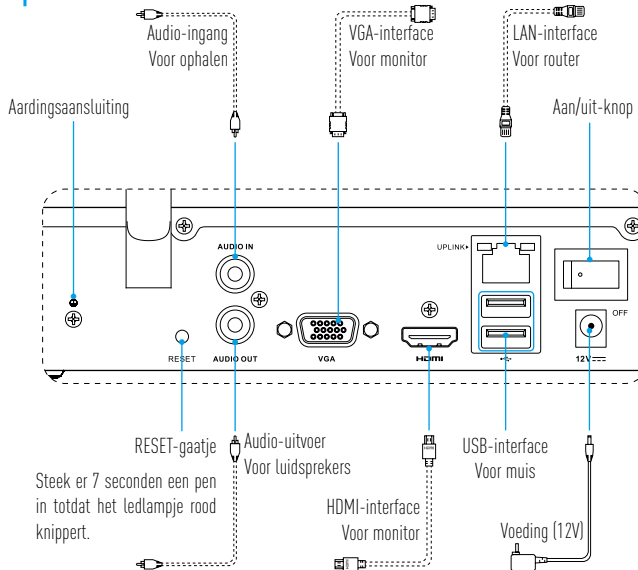 Audio-ingang
Voor ophalen
VGA-interface
Voor monitor
LAN-interface
Voor router
Aardingsaansluiting
Aan/uit-knop
AUDIO IN
UPLINK
OFF
RESET
AUDIO OUT
VGA
HDMI
12V
RESET-gaatje
Steek er 7 seconden een pen
in totdat het ledlampje rood
knippert.
Audio-uitvoer
Voor luidsprekers
HDMI-interface
Voor monitor
USB-interface
Voor muis
Voeding (12V)